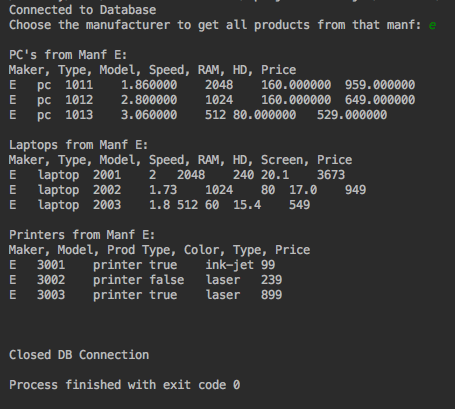 Connected to Database
Choose the manufacturer to get all products from that manf: e
PC's from Manf E:
Maker, Type, Model, Speed, RAM, HD, Price
E pc 1011 1.860000 2048 160.000000 959.000000
E pc 1012 2.800000 1024 160.000000 649.000000
E pc 1013 3.060000 512 80.000000 529.000000
Laptops from Manf E:
Maker, Type, Model, Speed, RAM, HD, Screen, Price
E laptop 2001 2 2048 240 20.1 3673
E laptop 2002 1.73 1024 80 17.0 949
E laptop 2003 1.8 512 60 15.4 549
Printers from Manf E:
Maker, Model, Prod Type, Color, Type, Price
E 3001 printer true ink-jet 99
E 3002 printer false laser 239
E 3003 printer true laser 899
Closed DB Connection
Process finished with exit code 0